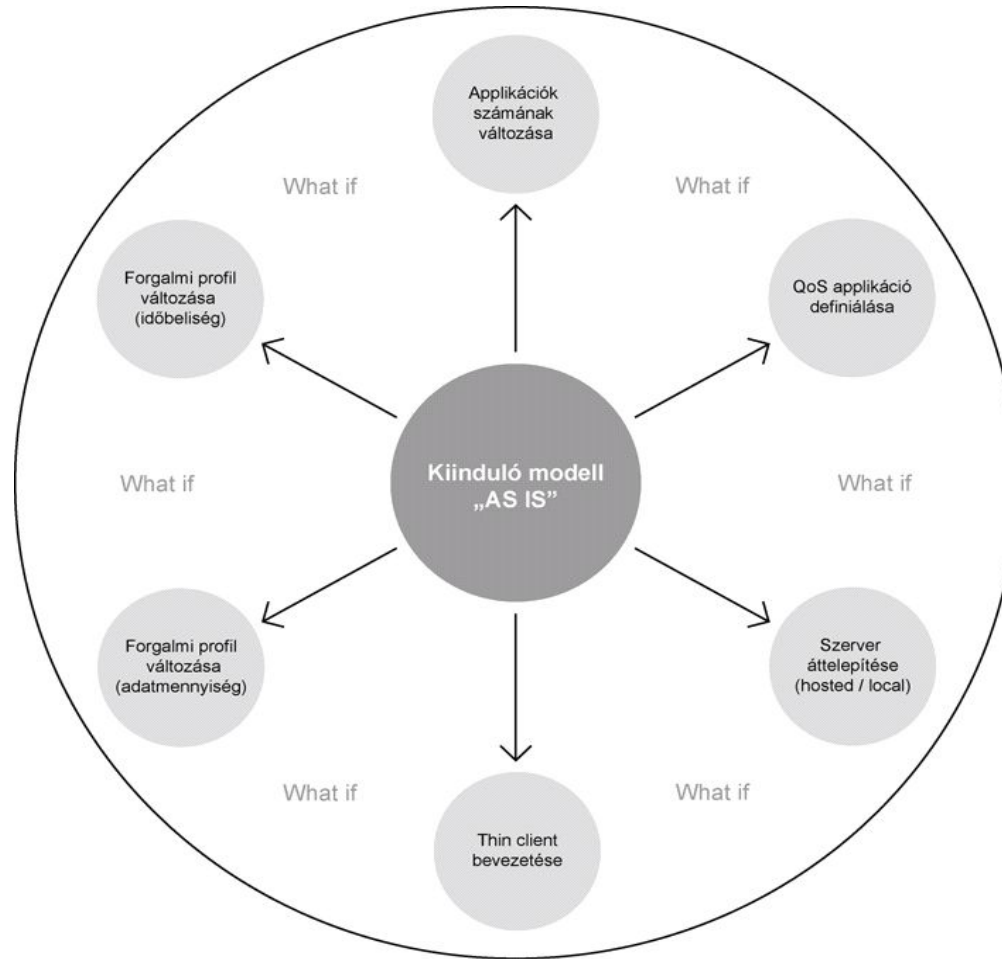 Applikációk
számának
változása
What if
What if
Forgalmi profil
változása
(időbeliség)
QoS applikáció
definiálása
Kiinduló modell
„AS IS”
What if
What if
Forgalmi profil
változása
(adatmennyiség)
Szerver
áttelepítése
(hosted / local)
What if
What if
Thin client
bevezetése